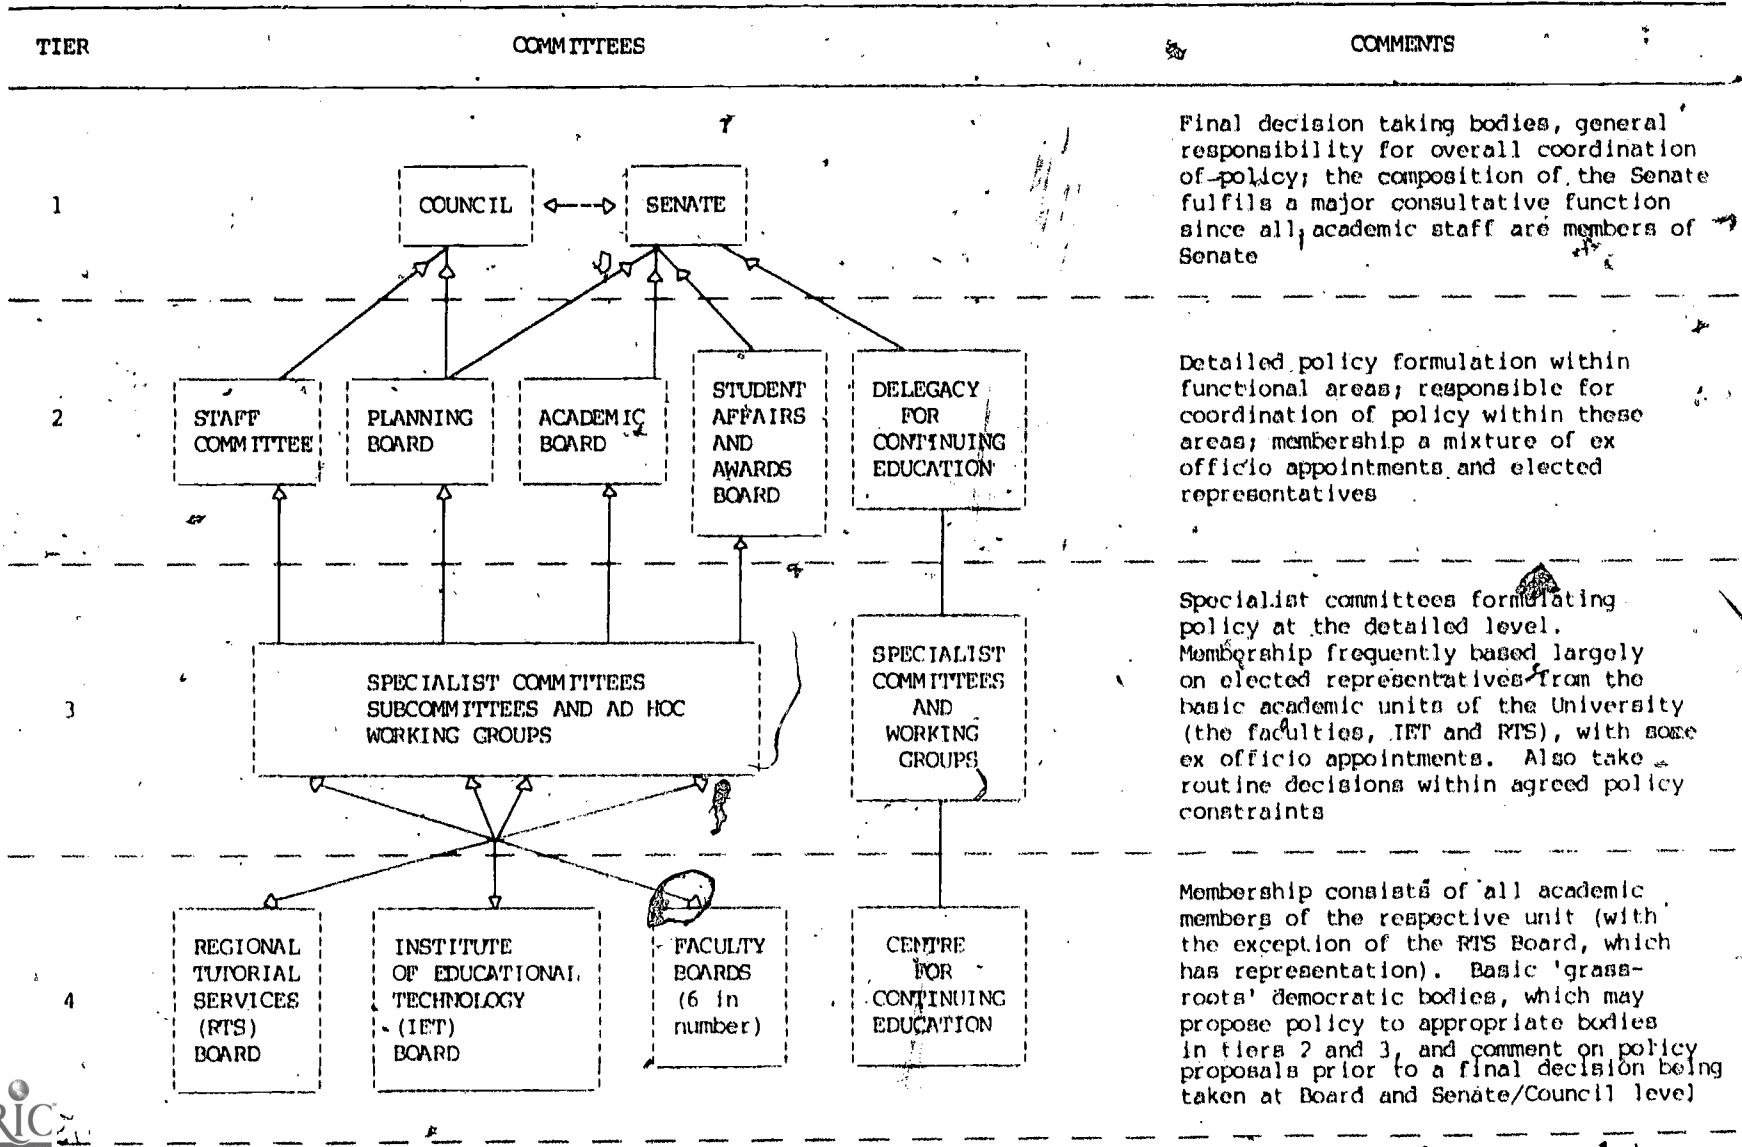 TIER
COMMITTEES
COMMENTS
1
COUNCIL
SENATE
Final decision taking bodies, general
responsibility for overall coordination
of policy; the composition of the Senate
fulfils a major consultative function
since all academic staff are members of
Senate
2
STAFF
COMMITTEE
PLANNING
BOARD
ACADEMIC
BOARD
STUDENT
AFFAIRS
AND
AWARDS
BOARD
DELEGACY
FOR
CONTINUING
EDUCATION
Detailed policy formulation within
functional areas; responsible for
coordination of policy within these
areas; membership a mixture of ex
officio appointments and elected
representatives
3
SPECIALIST COMMITTEES
SUBCOMMITTEES AND AD HOC
WORKING GROUPS
SPECIALIST
COMMITTEES
AND
WORKING
GROUPS
Specialist committees formulating
policy at the detailed level.
Membership frequently based largely
on elected representatives from the
basic academic units of the University
(the faculties, IET and RTS), with some
ex officio appointments. Also take
routine decisions within agreed policy
constraints
4
REGIONAL
TUTORIAL
SERVICES
(RTS)
BOARD
INSTITUTE
OF EDUCATIONAL
TECHNOLOGY
(IET)
BOARD
FACULTY
BOARDS
(6 in
number)
CENTRE
FOR
CONTINUING
EDUCATION
Membership consists of all academic
members of the respective unit (with
the exception of the RTS Board, which
has representation). Basic 'grass-
roots' democratic bodies, which may
propose policy to appropriate bodies
in tiers 2 and 3, and comment on policy
proposals prior to a final decision being
taken at Board and Senate/Council level